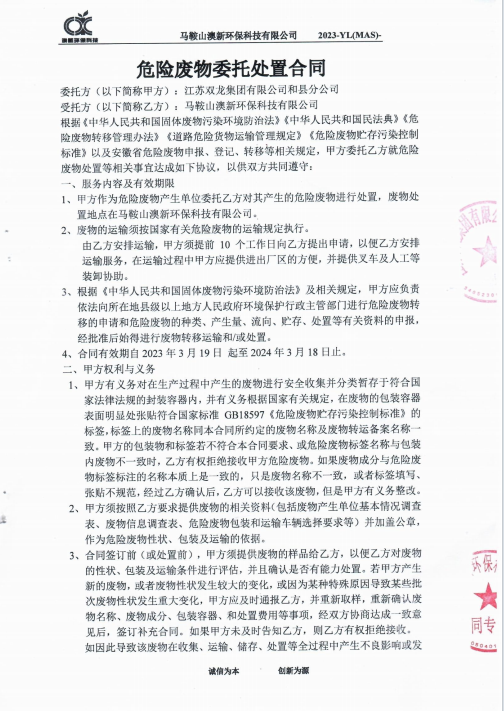 澳新环保科技
马鞍山澳新环保科技有限公司 2023-YL(MAS)-
危险废物委托处置合同
委托方（以下简称甲方）：江苏双龙集团有限公司和县分公司
受托方（以下简称乙方）：马鞍山澳新环保科技有限公司
根据《中华人民共和国固体废物污染环境防治法》《中华人民共和国民法典》《危
险废物转移管理办法》《道路危险货物运输管理规定》《危险废物贮存污染控制
标准》以及安徽省危险废物申报、登记、转移等相关规定，甲方委托乙方就危险
废物处置等相关事宜达成如下协议，以供双方共同遵守：
一、服务内容及有效期限
1、甲方作为危险废物产生单位委托乙方对其产生的危险废物进行处置，废物处
置地点在马鞍山澳新环保科技有限公司。
2、废物的运输须按国家有关危险废物的运输规定执行。
由乙方安排运输，甲方须提前 10 个工作日向乙方提出申请，以便乙方安排
运输服务，在运输过程中甲方应提供进出厂区的方便，并提供叉车及人工等
装卸协助。
3、根据《中华人民共和国固体废物污染环境防治法》及相关规定，甲方应负责
依法向所在地县级以上地方人民政府环境保护行政主管部门进行危险废物转
移的申请和危险废物的种类、产生量、流向、贮存、处置等有关资料的申报，
经批准后始得进行废物转移运输和/或处置。
4、合同有效期自 2023 年 3 月 19 日 起至 2024 年 3 月 18 日止。
二、甲方权利与义务
1、甲方有义务对在生产过程中产生的废物进行安全收集并分类暂存于符合国
家法律法规的封装容器内，并有义务根据国家有关规定，在废物的包装容器
表面明显处张贴符合国家标准 GB18597《危险废物贮存污染控制标准》的
标签，标签上的废物名称同本合同所约定的废物名称及废物转运备案名称一
致。甲方的包装物和标签若不符合本合同要求、或危险废物标签名称与包装
内废物不一致时，乙方有权拒绝接收甲方危险废物。如果废物成分与危险废
物标签标注的名称本质上是一致的，只是废物名称不一致，或者标签填写、
张贴不规范，经过乙方确认后，乙方可以接收该废物，但是甲方有义务整改。
2、甲方须按照乙方要求提供废物的相关资料（包括废物产生单位基本情况调查
表、废物信息调查表、危险废物包装和运输车辆选择要求等）并加盖公章，
作为危险废物性状、包装及运输的依据。
3、合同签订前（或处置前），甲方须提供废物的样品给乙方，以便乙方对废物
的性状、包装及运输条件进行评估，并且确认是否有能力处置。若甲方产生
新的废物，或者废物性状发生较大的变化，或因为某种特殊原因导致某些批
次废物性状发生重大变化，甲方应及时通报乙方，并重新取样，重新确认废
物名称、废物成分、包装容器、和处置费用等事项，经双方协商达成一致意
见后，签订补充合同。如果甲方未及时告知乙方，则乙方有权拒绝接收。
如因此导致该废物在收集、运输、储存、处置等全过程中产生不良影响或发
诚信为本 创新为源
集团有限公
环保
同专